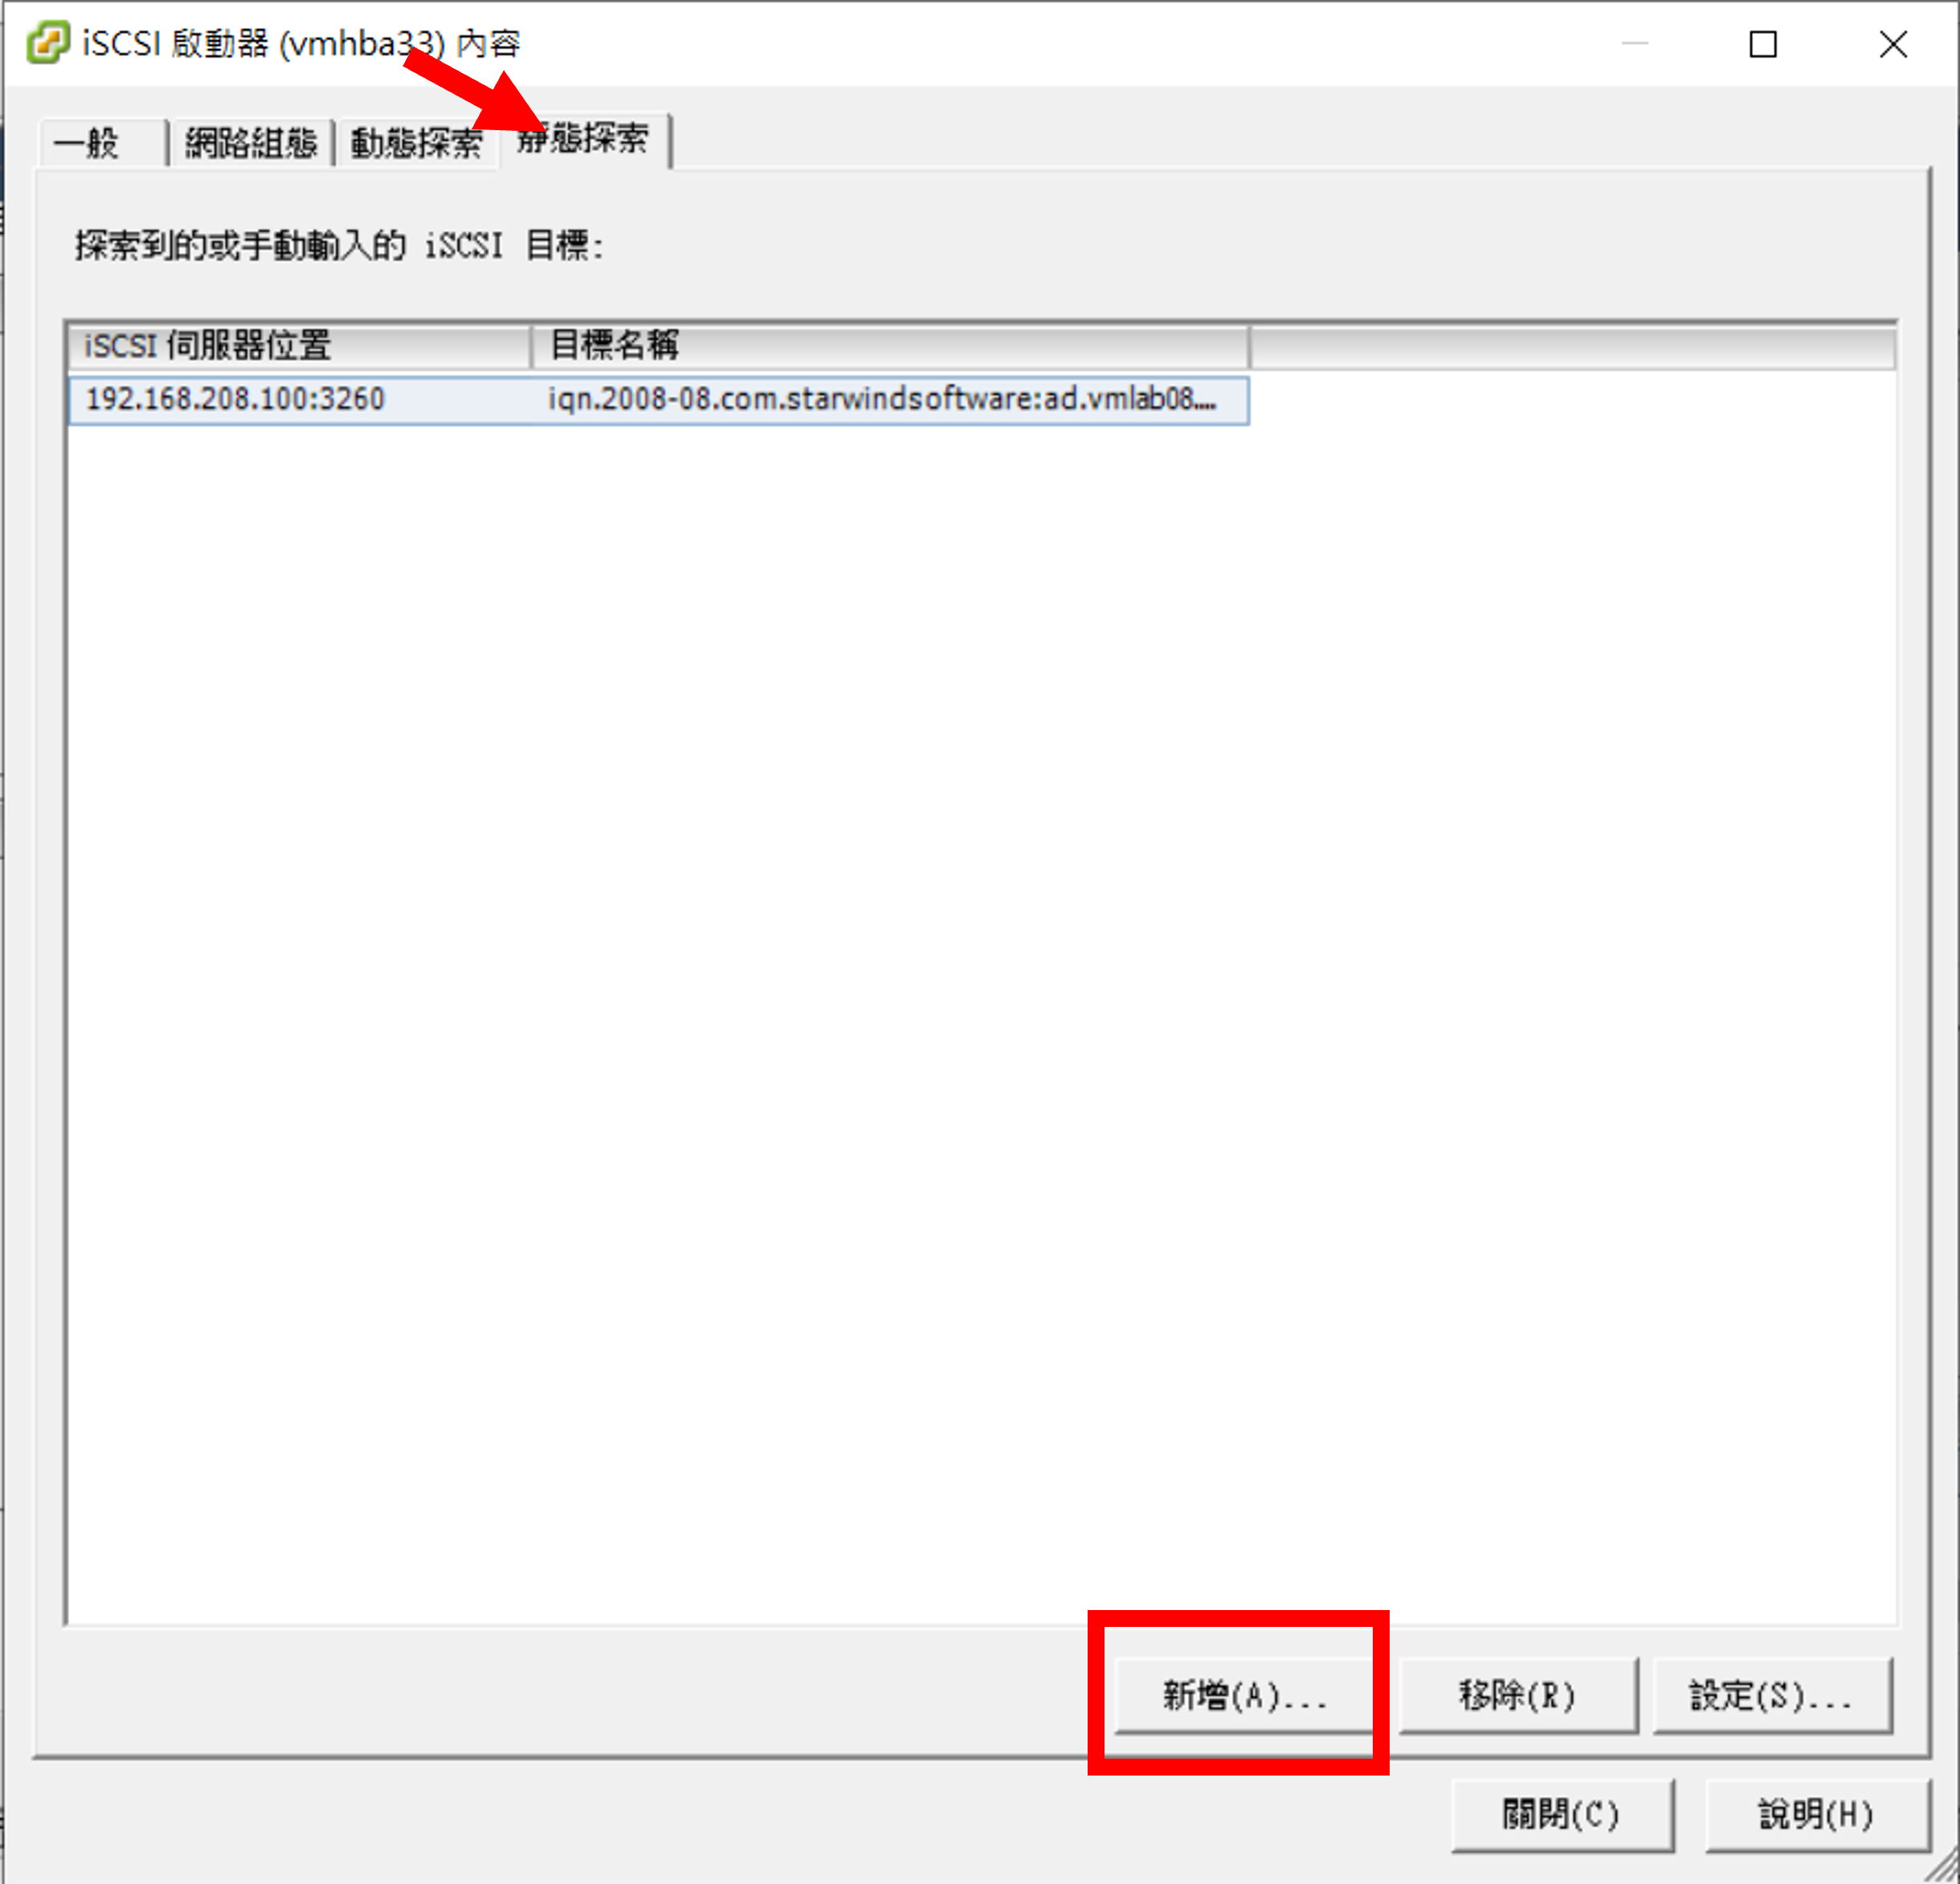 iSCSI 啟動器 (vmhba33) 內容
一般 網路組態 動態探索 靜態探索
探索到的或手動輸入的 iSCSI 目標:
iSCSI 伺服器位置 目標名稱
192.168.208.100:3260 iqn.2008-08.com.starwindsoftware:ad.vmlab08....
新增(A)... 移除(R) 設定(S)...
關閉(C) 說明(H)